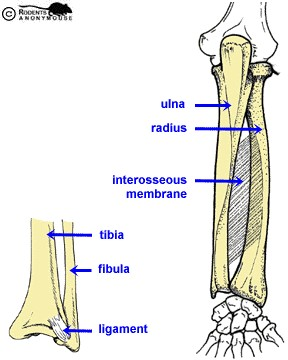 © RODENTS
ANONYMOUSE
ulna
radius
interosseous
membrane
tibia
fibula
ligament